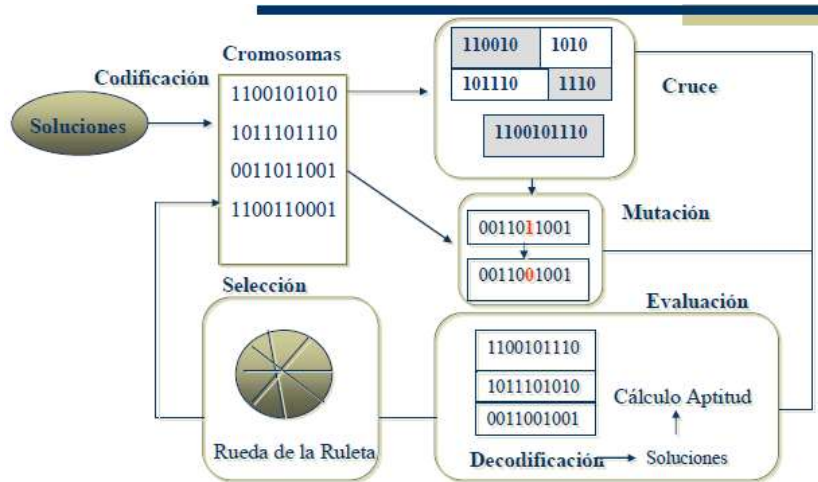 Cromosomas
Codificación
Soluciones
1100101010
1011101110
0011011001
1100110001
110010 1010
101110 1110
1100101110
Cruce
0011011001
0011001001
Mutación
Selección
Rueda de la Ruleta
Evaluación
1100101110
1011101010
0011001001
Cálculo Aptitud
Decodificación
Soluciones